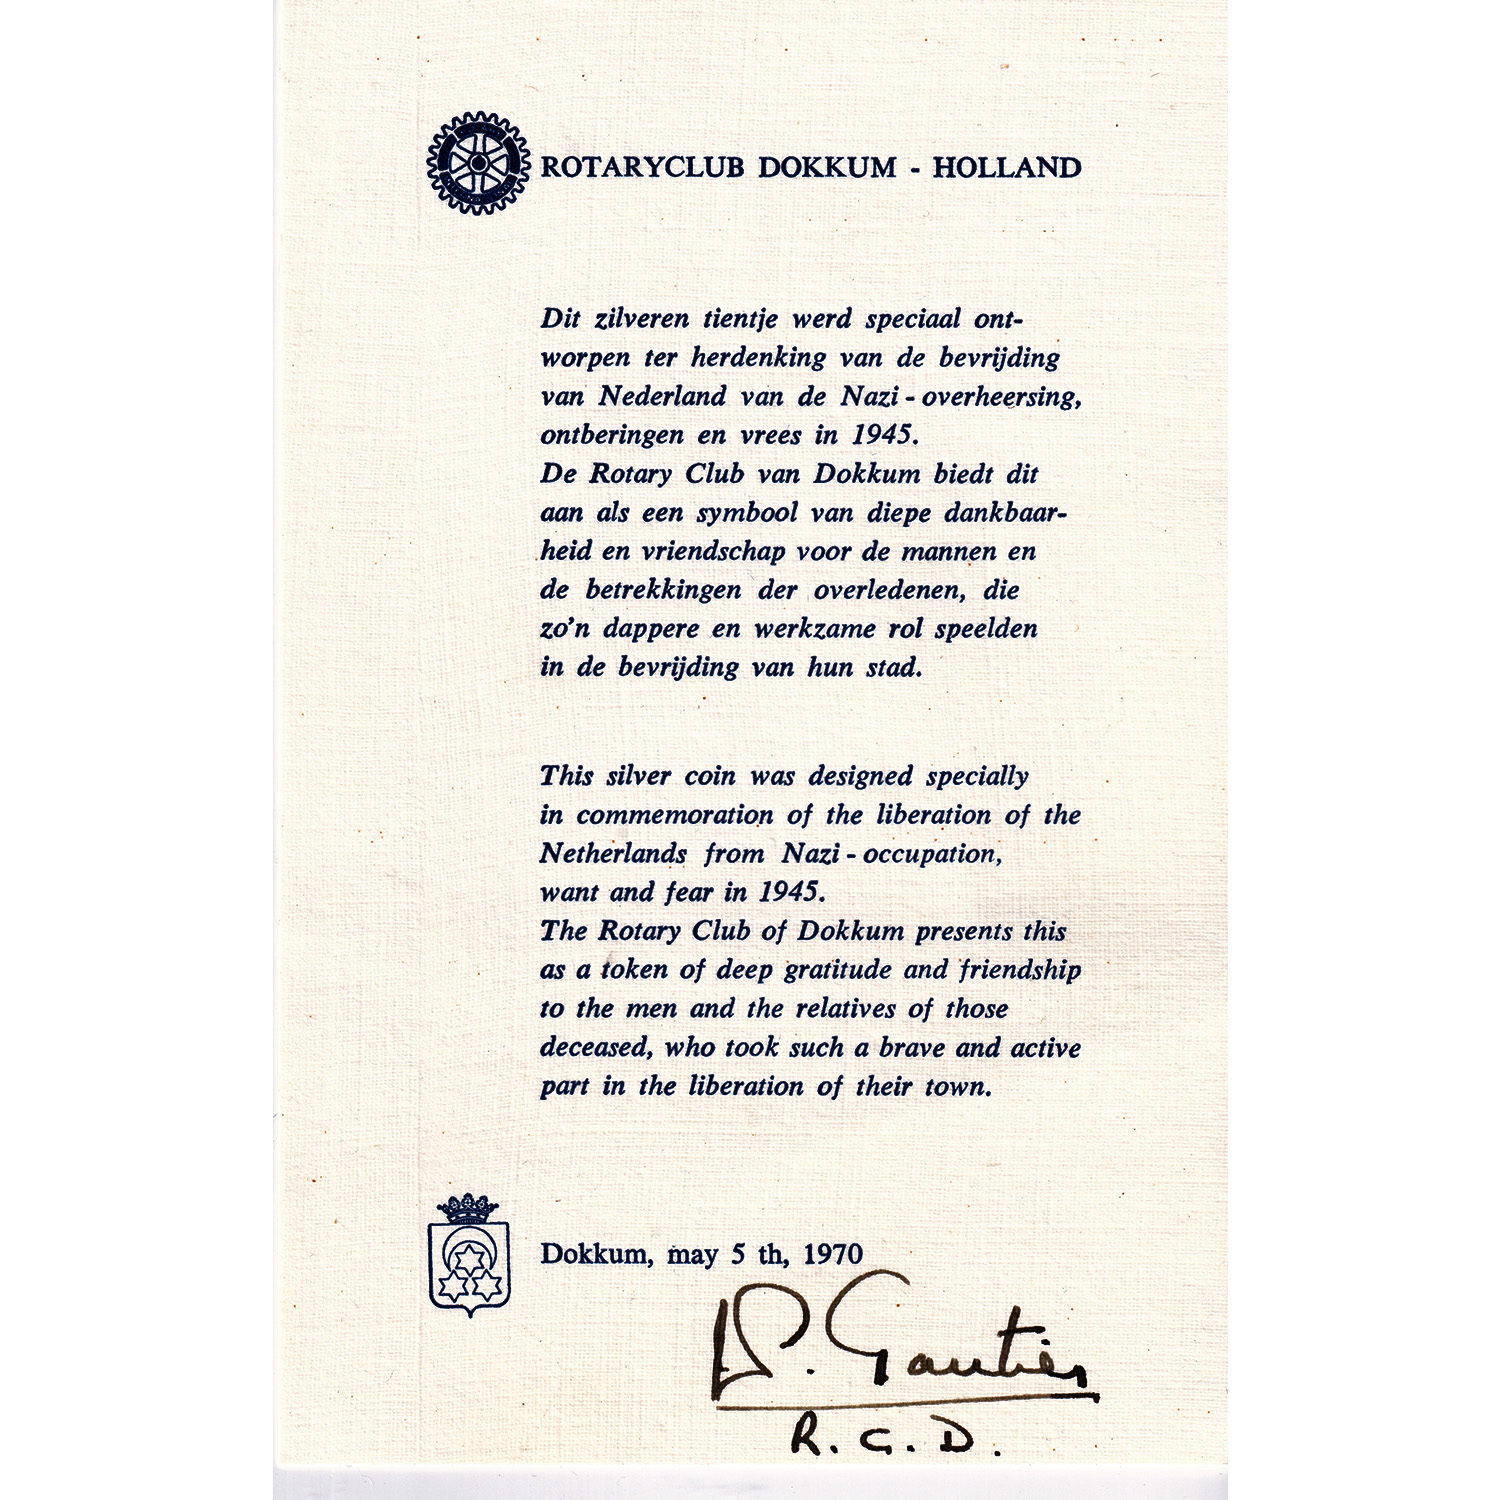 ROTARYCLUB DOKKUM - HOLLAND
Dit zilveren tientje werd speciaal ont-
worpen ter herdenking van de bevrijding
van Nederland van de Nazi - overheersing,
ontberingen en vrees in 1945.
De Rotary Club van Dokkum biedt dit
aan als een symbool van diepe dankbaar-
heid en vriendschap voor de mannen en
de betrekkingen der overledenen, die
zo'n dappere en werkzame rol speelden
in de bevrijding van hun stad.
This silver coin was designed specially
in commemoration of the liberation of the
Netherlands from Nazi - occupation,
want and fear in 1945.
The Rotary Club of Dokkum presents this
as a token of deep gratitude and friendship
to the men and the relatives of those
deceased, who took such a brave and active
part in the liberation of their town.
Dokkum, may 5 th, 1970
D. Gautier
R. C. D.